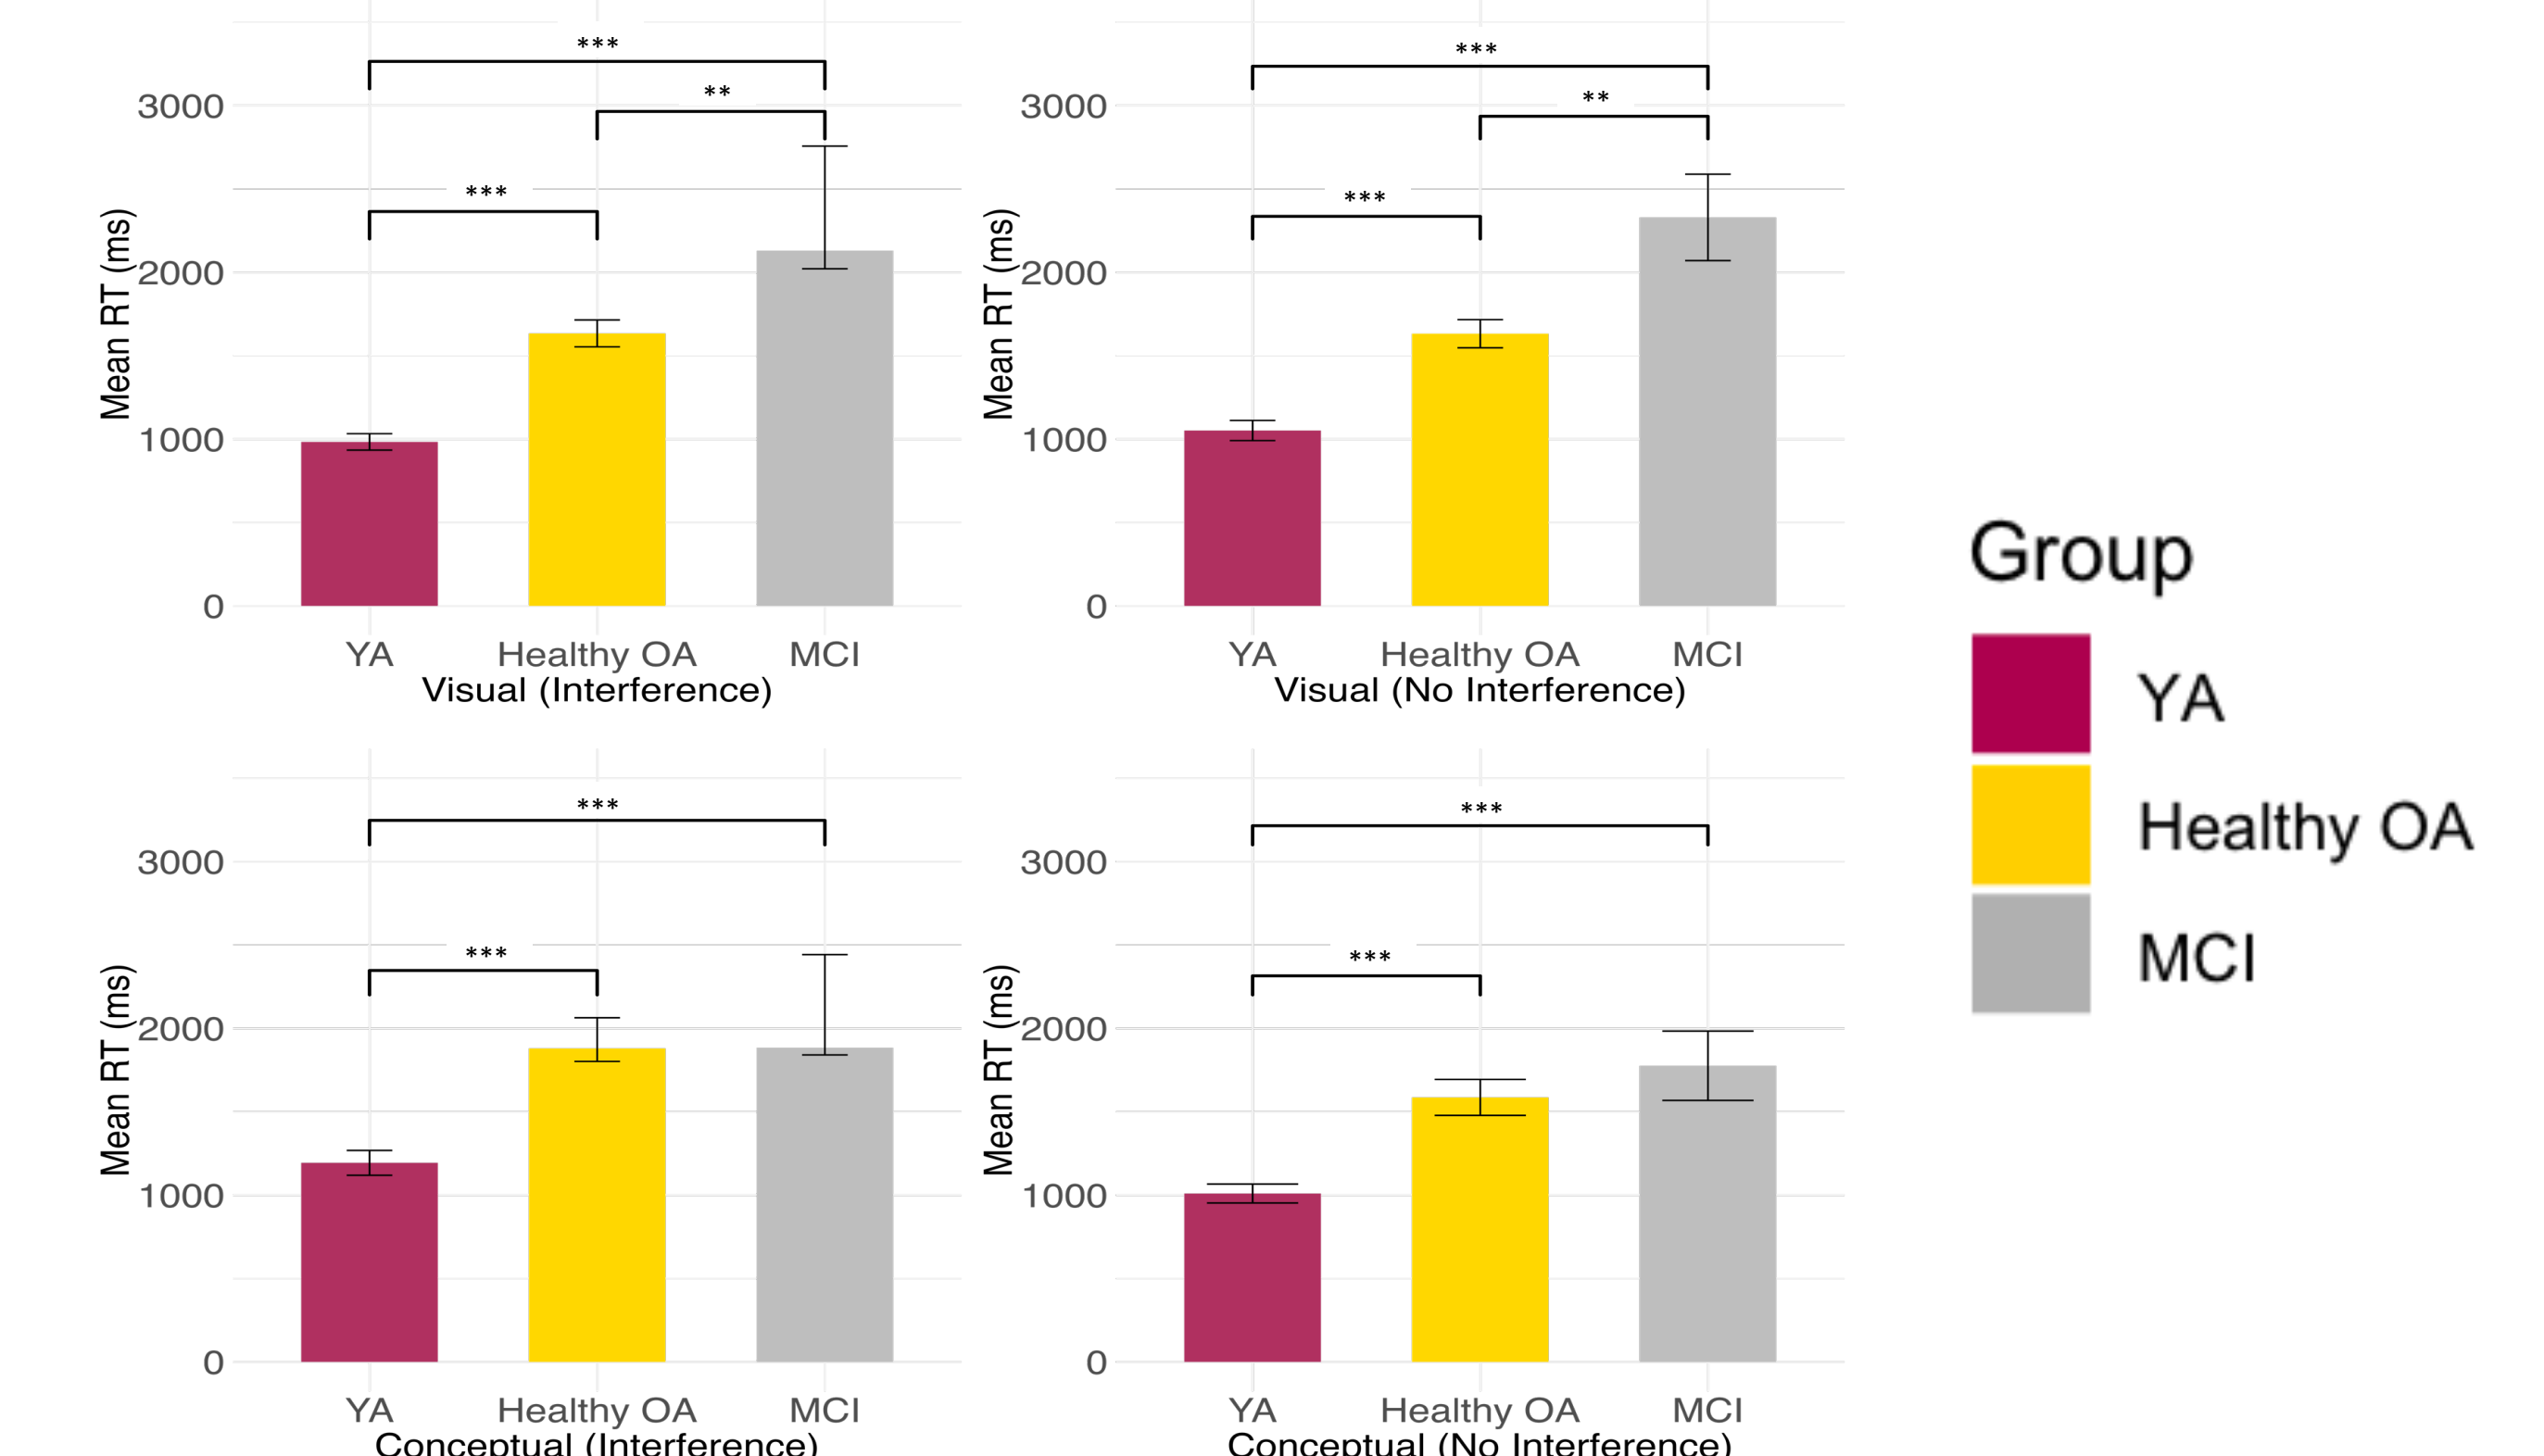 ***
**
***
3000
2000
1000
0
Mean RT (ms)
YA Healthy OA MCI
Visual (Interference)
***
**
***
3000
2000
1000
0
Mean RT (ms)
YA Healthy OA MCI
Visual (No Interference)
***
***
3000
2000
1000
0
Mean RT (ms)
YA Healthy OA MCI
Conceptual (Interference)
***
***
3000
2000
1000
0
Mean RT (ms)
YA Healthy OA MCI
Conceptual (No Interference)
Group
YA
Healthy OA
MCI